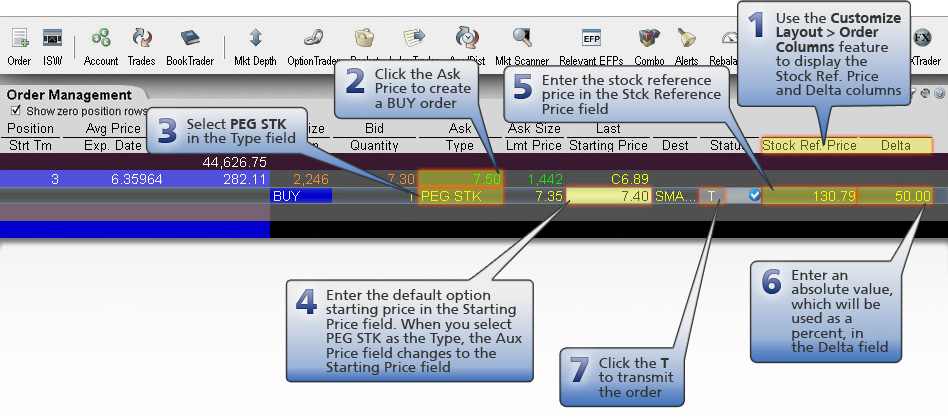 Order
ISW
Account
Trades
BookTrader
Mkt Depth
OptionTrader
Mkt Scanner
EFP
Relevant EFPs
Combo
Alerts
FX
Order Management
Show zero position rows
Position
Avg Price
Bid
Ask
Ask Size
Last
Strt Tm
Exp. Date
Quantity
Type
Lmt Price
Starting Price
Dest
Stock Ref. Price
Delta
44,626.75
3
6.35964
282.11
2,246
7.30
7.50
1,442
C6.89
BUY
1
PEG STK
7.35
7.40
SMA...
T
130.79
50.00
1
Use the Customize
Layout > Order
Columns feature
to display the
Stock Ref. Price
and Delta columns
2
Click the Ask
Price to create
a BUY order
3
Select PEG STK
in the Type field
4
Enter the default option
starting price in the Starting
Price field. When you select
PEG STK as the Type, the Aux
Price field changes to the
Starting Price field
5
Enter the stock reference
price in the Stck Reference
Price field
6
Enter an
absolute value,
which will be
used as a
percent, in
the Delta field
7
Click the T
to transmit
the order